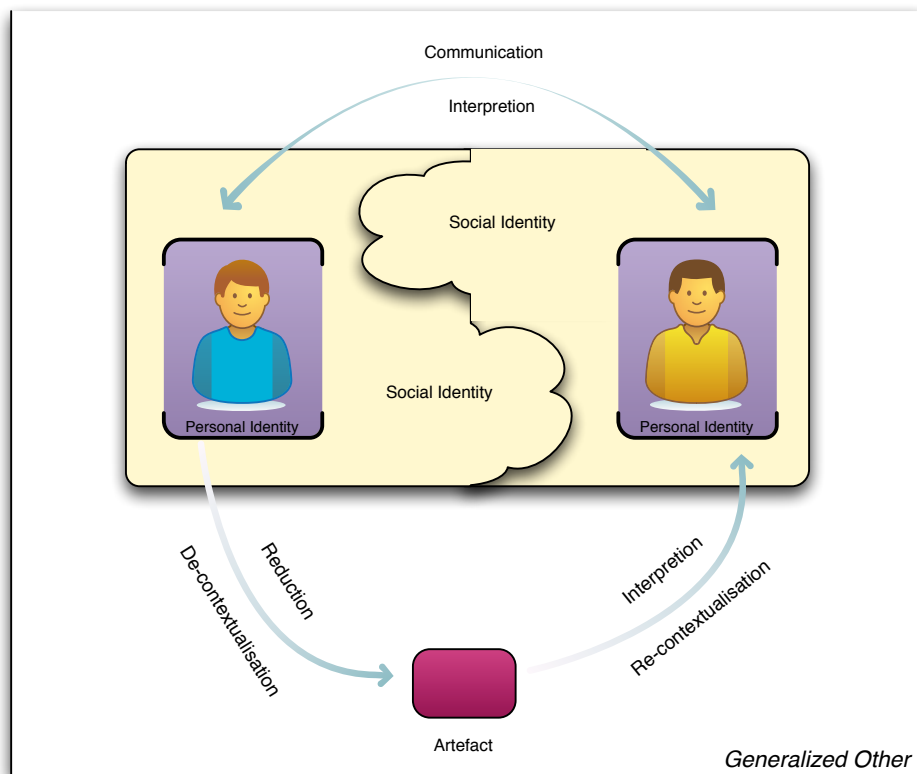 Communication
Interpretion
Social Identity
Social Identity
Personal Identity
Personal Identity
Reduction
De-contextualisation
Interpretion
Re-contextualisation
Artefact
Generalized Other